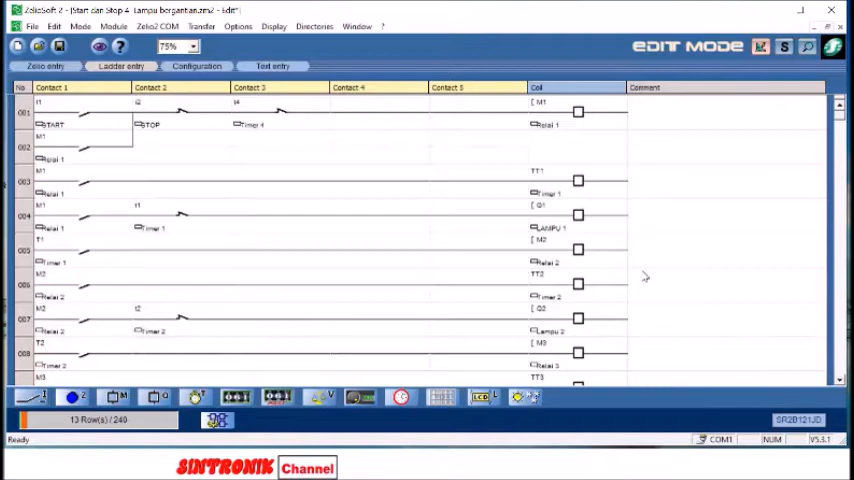 ZelioSoft 2 - [Start dan Stop 4 Lampu bergantian.zm2 - Edit*]
File Edit Mode Module Zelio2 COM Transfer Options Display Directories Window ?
75% EDIT MODE S
Zelio entry Ladder entry Configuration Text entry
No Contact 1 Contact 2 Contact 3 Contact 4 Contact 5 Coil Comment
I1 i2 t4 [ M1
001
START STOP Timer 4 Relai 1
M1
002
Relai 1
M1 TT1
003
Relai 1 Timer 1
M1 t1 [ Q1
004
Relai 1 Timer 1 LAMPU 1
T1 [ M2
005
Timer 1 Relai 2
M2 TT2
006
Relai 2 Timer 2
M2 t2 [ Q2
007
Relai 2 Timer 2 Lampu 2
T2 [ M3
008
Timer 2 Relai 3
M3 TT3
I Z M Q T V LCD L
13 Row(s) / 240 SR2B121JD
Ready COM1 NUM V5.3.1
SINTRONIK Channel